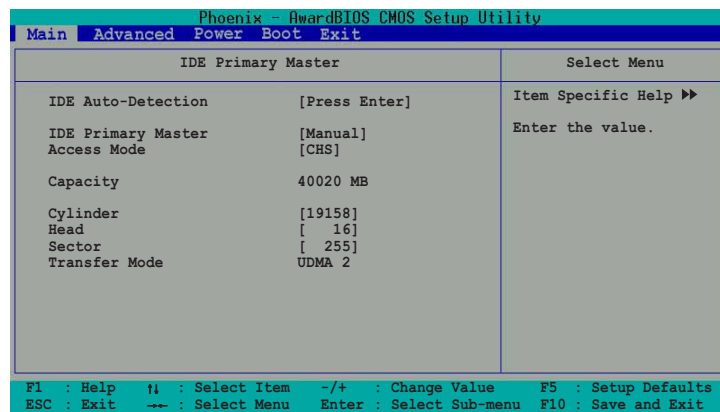 Phoenix - AwardBIOS CMOS Setup Utility
Main Advanced Power Boot Exit
IDE Primary Master
Select Menu
IDE Auto-Detection [Press Enter]
IDE Primary Master [Manual]
Access Mode [CHS]
Capacity 40020 MB
Cylinder [19158]
Head [ 16]
Sector [ 255]
Transfer Mode UDMA 2
Item Specific Help ▶▶
Enter the value.
F1 : Help ↑↓ : Select Item -/+ : Change Value F5 : Setup Defaults
ESC : Exit →← : Select Menu Enter : Select Sub-menu F10 : Save and Exit